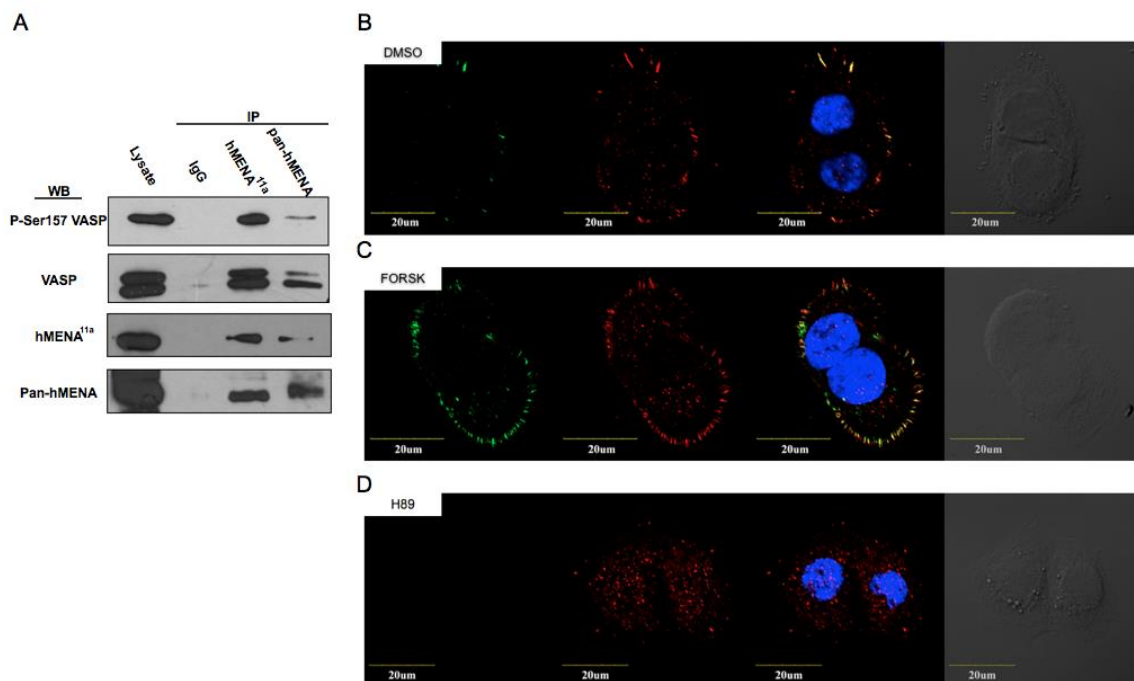 A
IP
Lysate
IgG
hMENA11a
pan-hMENA
WB
P-Ser157 VASP
VASP
hMENA11a
Pan-hMENA
B
DMSO
20um
20um
20um
20um
C
FORSK
20um
20um
20um
20um
D
H89
20um
20um
20um
20um